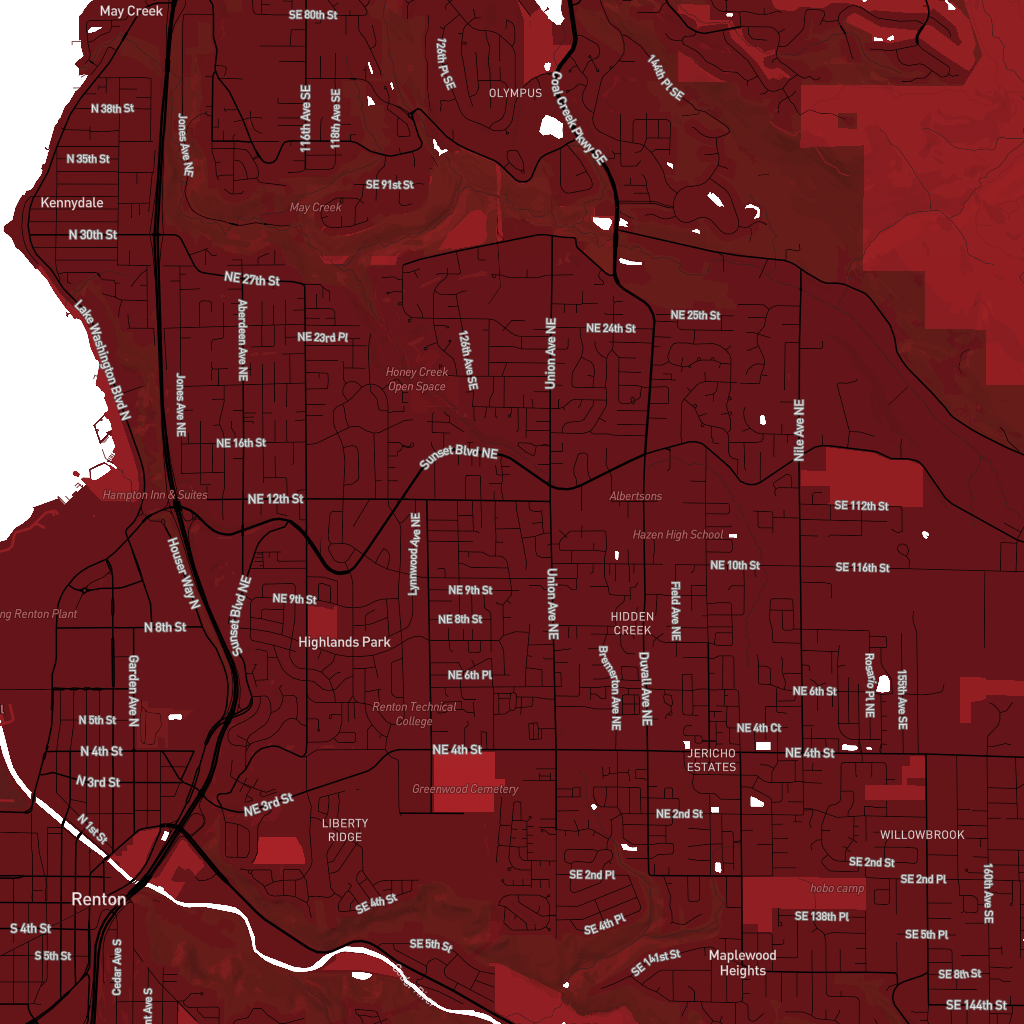 May Creek
SE 80th St
126th Pl SE
144th Pl SE
OLYMPUS
Coal Creek Pkwy SE
N 38th St
Jones Ave NE
116th Ave SE
118th Ave SE
N 35th St
SE 91st St
Kennydale
May Creek
N 30th St
NE 27th St
Lake Washington Blvd N
Aberdeen Ave NE
NE 23rd Pl
126th Ave SE
Union Ave NE
NE 24th St
NE 25th St
Honey Creek
Open Space
Jones Ave NE
Nile Ave NE
NE 16th St
Sunset Blvd NE
Hampton Inn & Suites
NE 12th St
Albertsons
SE 112th St
Lynnwood Ave NE
Hazen High School
NE 10th St
SE 116th St
Houser Way N
Sunset Blvd NE
NE 9th St
NE 9th St
Union Ave NE
Field Ave NE
ng Renton Plant
N 8th St
NE 8th St
HIDDEN
CREEK
Highlands Park
Garden Ave N
NE 6th Pl
Bremerton Ave NE
Duvall Ave NE
Rosario Pl NE
155th Ave SE
NE 6th St
Renton Technical
College
N 5th St
NE 4th Ct
N 4th St
NE 4th St
NE 4th St
JERICHO
ESTATES
N 3rd St
NE 3rd St
Greenwood Cemetery
N 1st St
NE 2nd St
LIBERTY
RIDGE
WILLOWBROOK
SE 2nd St
SE 2nd Pl
SE 2nd Pl
160th Ave SE
hobo camp
Renton
SE 4th St
SE 4th Pl
SE 138th Pl
S 4th St
SE 5th Pl
S 5th St
SE 5th St
Cedar Ave S
SE 141st St
Maplewood
Heights
SE 8th St
nt Ave S
SE 144th St